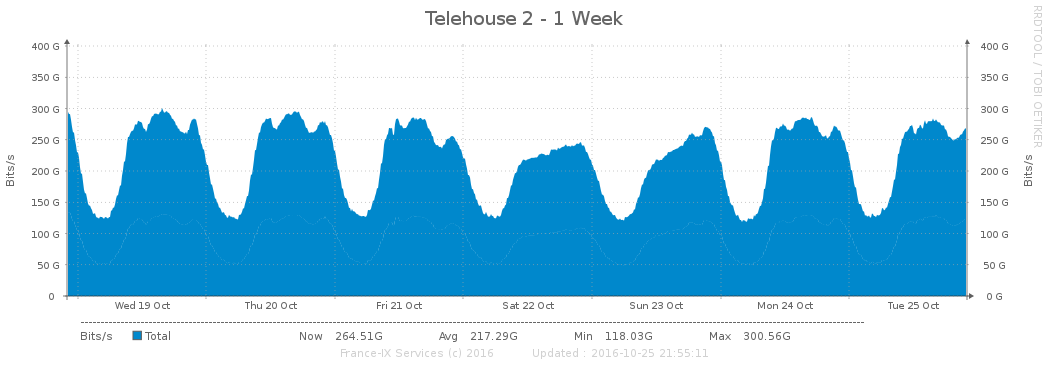 Telehouse 2 - 1 Week
RRDTOOL / TOBI OETIKER
Bits/s
400 G 400 G
350 G 350 G
300 G 300 G
250 G 250 G
200 G 200 G
150 G 150 G
100 G 100 G
50 G 50 G
0 0 G
Bits/s
Wed 19 Oct Thu 20 Oct Fri 21 Oct Sat 22 Oct Sun 23 Oct Mon 24 Oct Tue 25 Oct
Bits/s Total Now 264.51G Avg 217.29G Min 118.03G Max 300.56G
France-IX Services (c) 2016 Updated : 2016-10-25 21:55:11